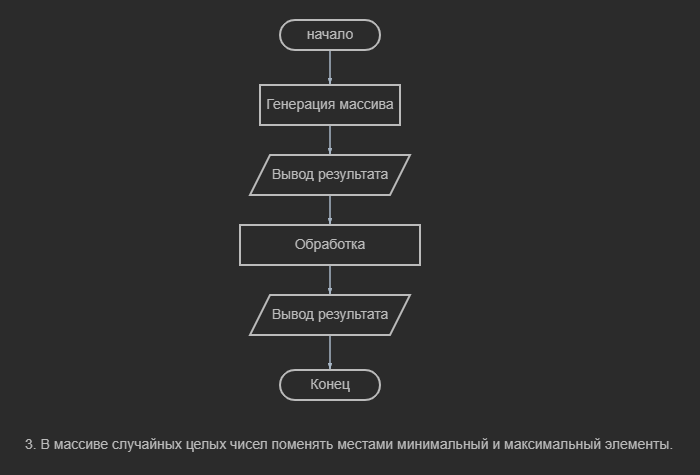 начало
Генерация массива
Вывод результата
Обработка
Вывод результата
Конец
3. В массиве случайных целых чисел поменять местами минимальный и максимальный элементы.